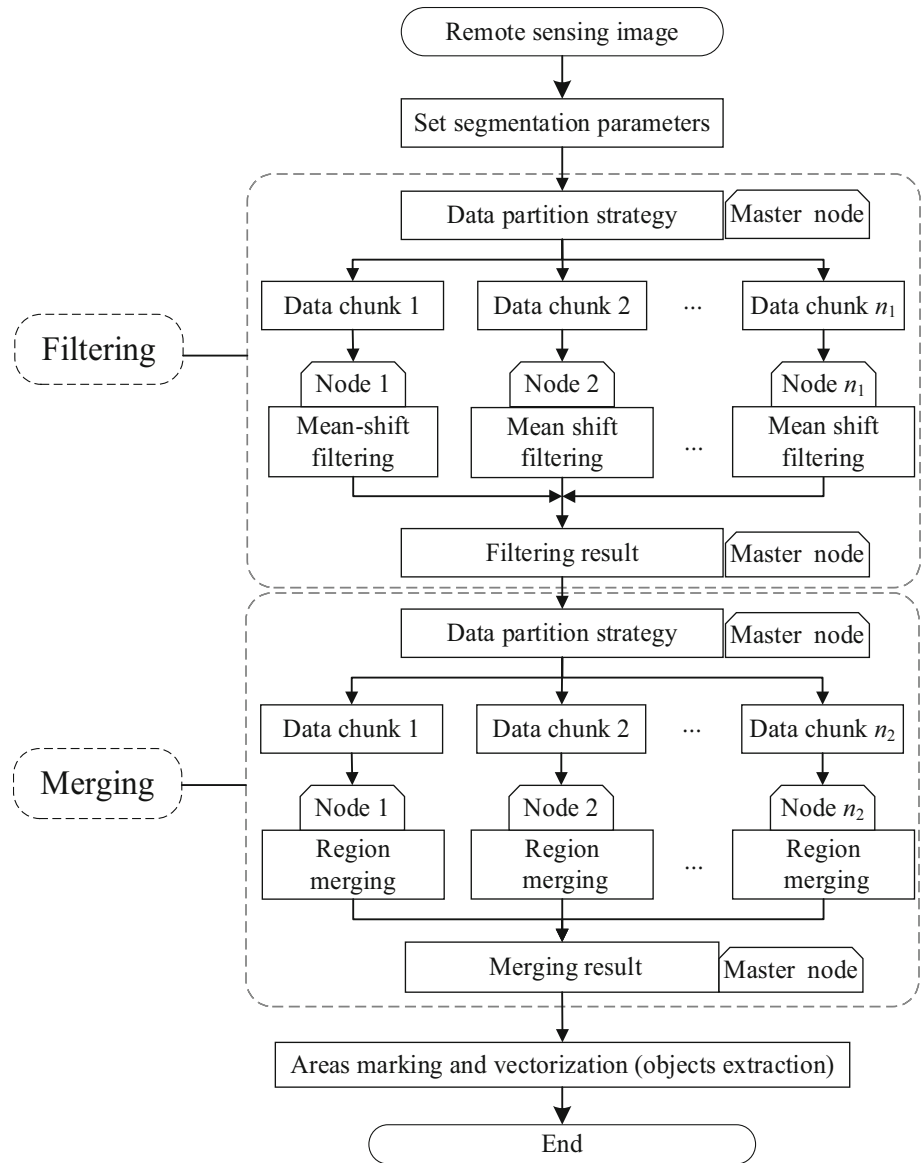 Remote sensing image
Set segmentation parameters
Data partition strategy
Master node
Data chunk 1
Data chunk 2
...
Data chunk n₁
Filtering
Node 1
Node 2
Node n₁
Mean-shift
filtering
Mean shift
filtering
...
Mean shift
filtering
Filtering result
Master node
Data partition strategy
Master node
Data chunk 1
Data chunk 2
...
Data chunk n₂
Merging
Node 1
Node 2
Node n₂
Region
merging
Region
merging
...
Region
merging
Merging result
Master node
Areas marking and vectorization (objects extraction)
End